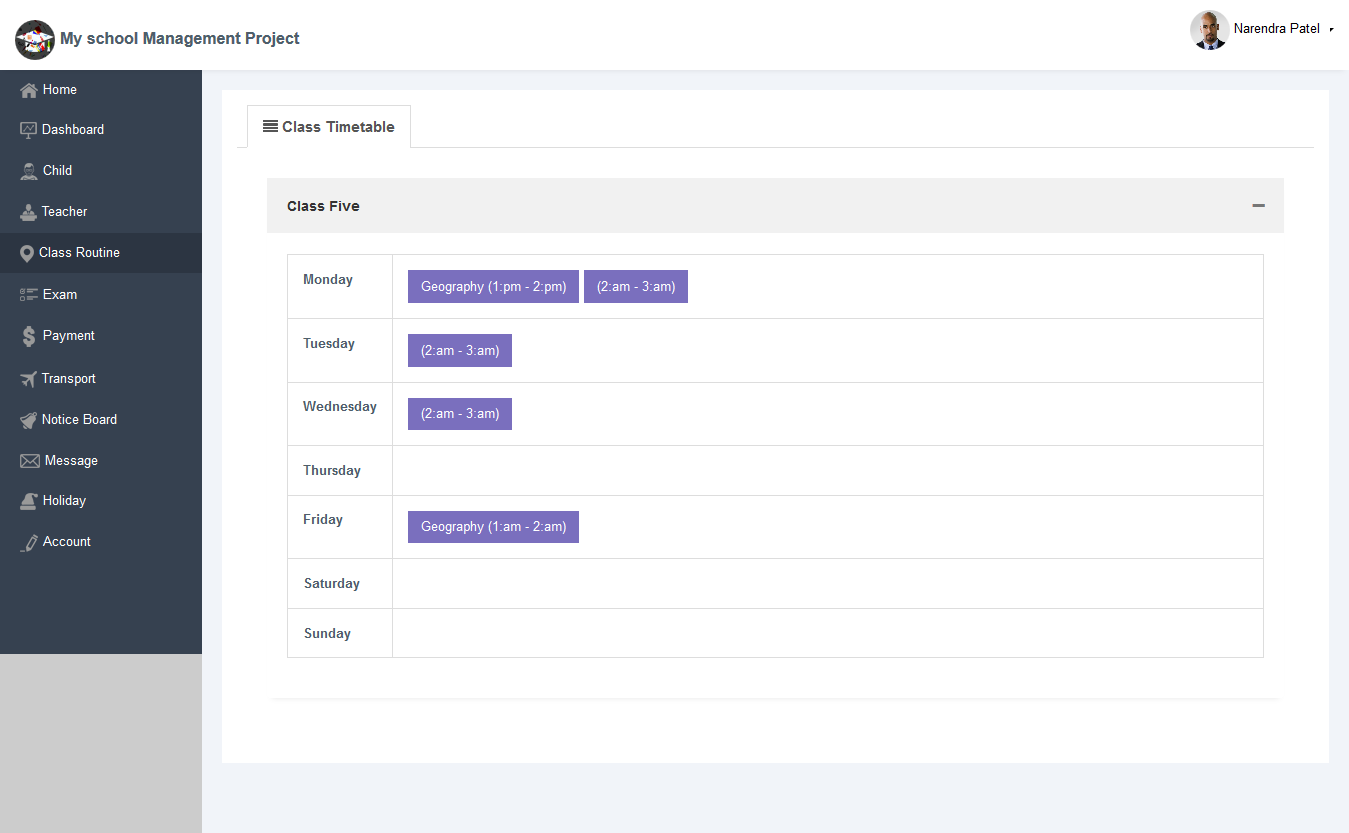 My school Management Project
Narendra Patel
Home
Dashboard
Child
Teacher
Class Routine
Exam
Payment
Transport
Notice Board
Message
Holiday
Account
Class Timetable
Class Five
Monday Geography (1:pm - 2:pm) (2:am - 3:am)
Tuesday (2:am - 3:am)
Wednesday (2:am - 3:am)
Thursday
Friday Geography (1:am - 2:am)
Saturday
Sunday